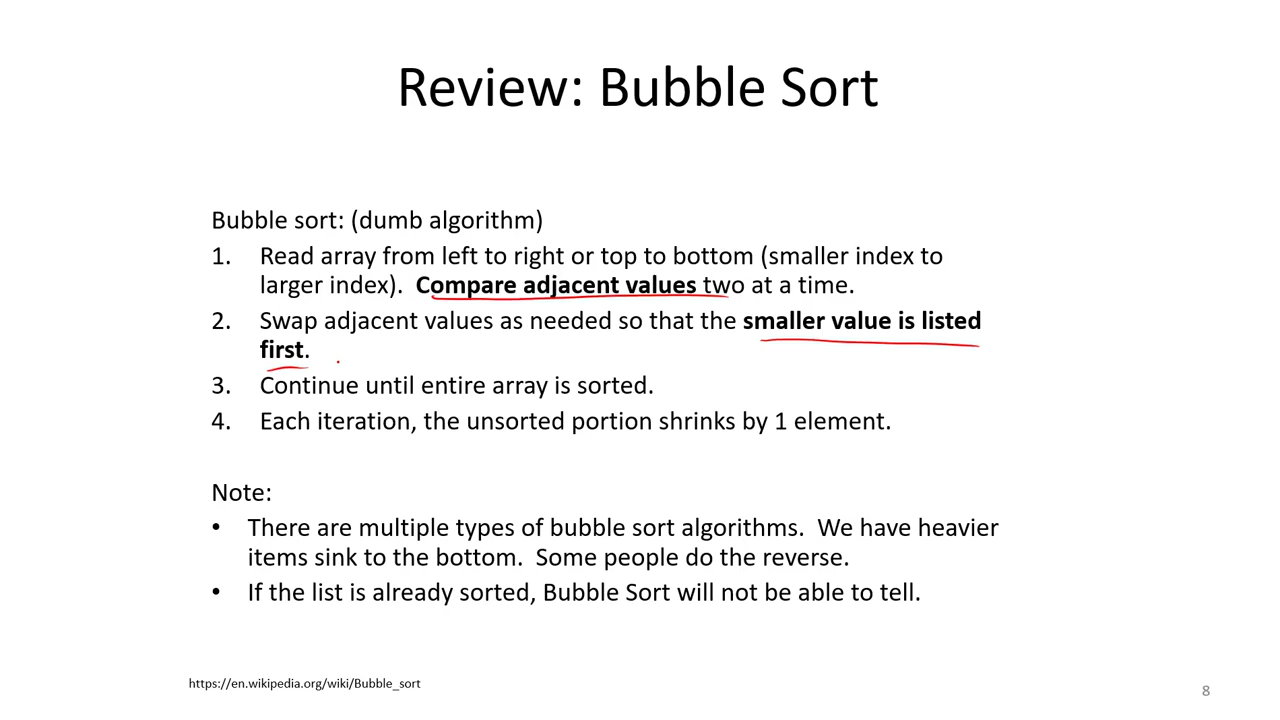 Review: Bubble Sort
Bubble sort: (dumb algorithm)
1. Read array from left to right or top to bottom (smaller index to
larger index). Compare adjacent values two at a time.
2. Swap adjacent values as needed so that the smaller value is listed
first.
3. Continue until entire array is sorted.
4. Each iteration, the unsorted portion shrinks by 1 element.
Note:
• There are multiple types of bubble sort algorithms. We have heavier
items sink to the bottom. Some people do the reverse.
• If the list is already sorted, Bubble Sort will not be able to tell.
https://en.wikipedia.org/wiki/Bubble_sort
8